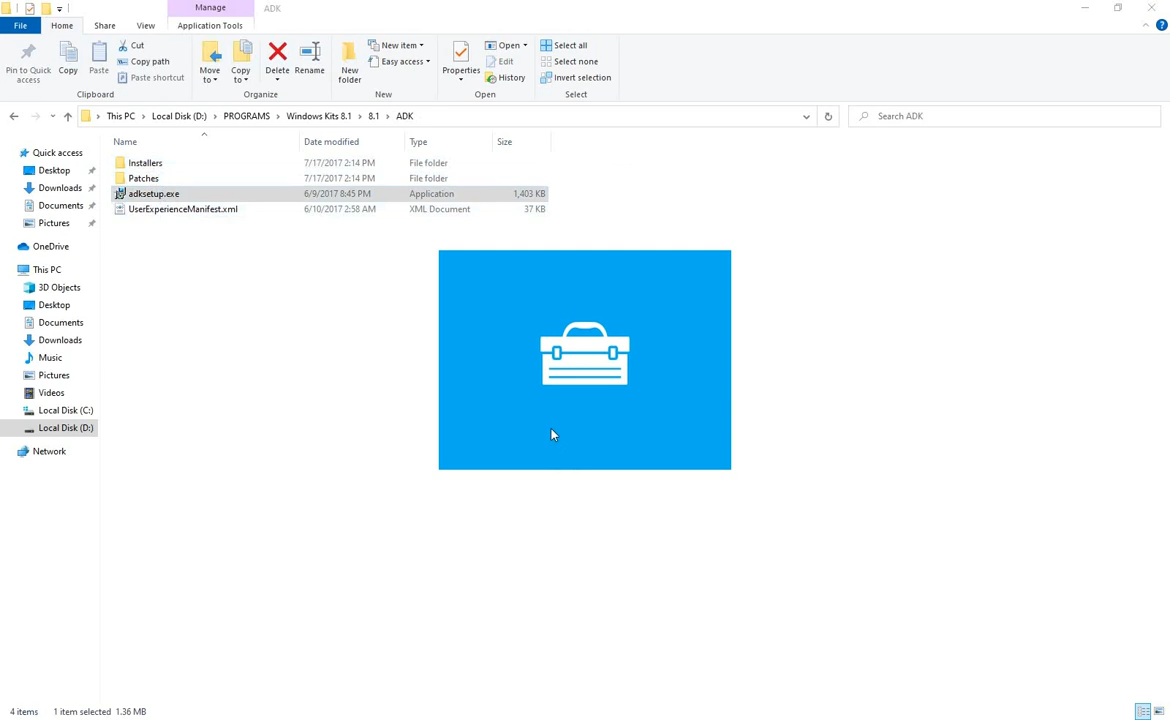 Manage
ADK
File
Home
Share
View
Application Tools
Pin to Quick access
Copy
Paste
Cut
Copy path
Paste shortcut
Clipboard
Move to
Copy to
Delete
Rename
Organize
New folder
New item
Easy access
New
Properties
Open
Edit
History
Open
Select all
Select none
Invert selection
Select
This PC > Local Disk (D:) > PROGRAMS > Windows Kits 8.1 > 8.1 > ADK
Search ADK
Name Date modified Type Size
Installers 7/17/2017 2:14 PM File folder
Patches 7/17/2017 2:14 PM File folder
adksetup.exe 6/9/2017 8:45 PM Application 1,403 KB
UserExperienceManifest.xml 6/10/2017 2:58 AM XML Document 37 KB
Quick access
Desktop
Downloads
Documents
Pictures
OneDrive
This PC
3D Objects
Desktop
Documents
Downloads
Music
Pictures
Videos
Local Disk (C:)
Local Disk (D:)
Network
4 items 1 item selected 1.36 MB